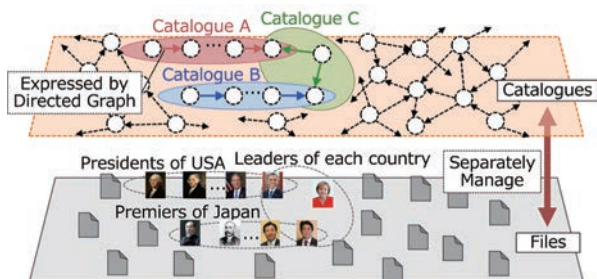 Catalogue A
Catalogue C
Expressed by
Directed Graph
Catalogue B
Catalogues
Presidents of USA
Leaders of each country
Separately
Manage
Premiers of Japan
Files